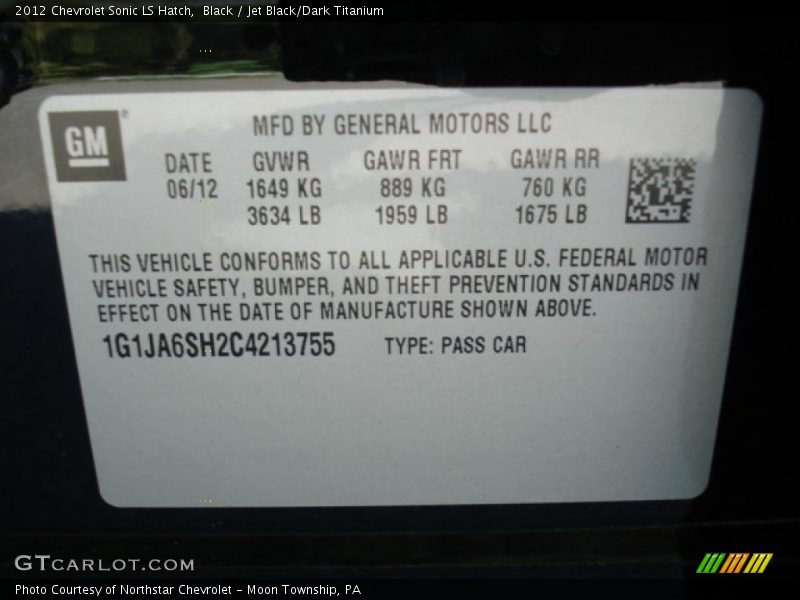 2012 Chevrolet Sonic LS Hatch,  Black / Jet Black/Dark Titanium
GM
®
MFD BY GENERAL MOTORS LLC
DATE GVWR GAWR FRT GAWR RR
06/12 1649 KG 889 KG 760 KG
3634 LB 1959 LB 1675 LB
THIS VEHICLE CONFORMS TO ALL APPLICABLE U.S. FEDERAL MOTOR
VEHICLE SAFETY, BUMPER, AND THEFT PREVENTION STANDARDS IN
EFFECT ON THE DATE OF MANUFACTURE SHOWN ABOVE.
1G1JA6SH2C4213755 TYPE: PASS CAR
GTCARLOT.COM
Photo Courtesy of Northstar Chevrolet - Moon Township, PA